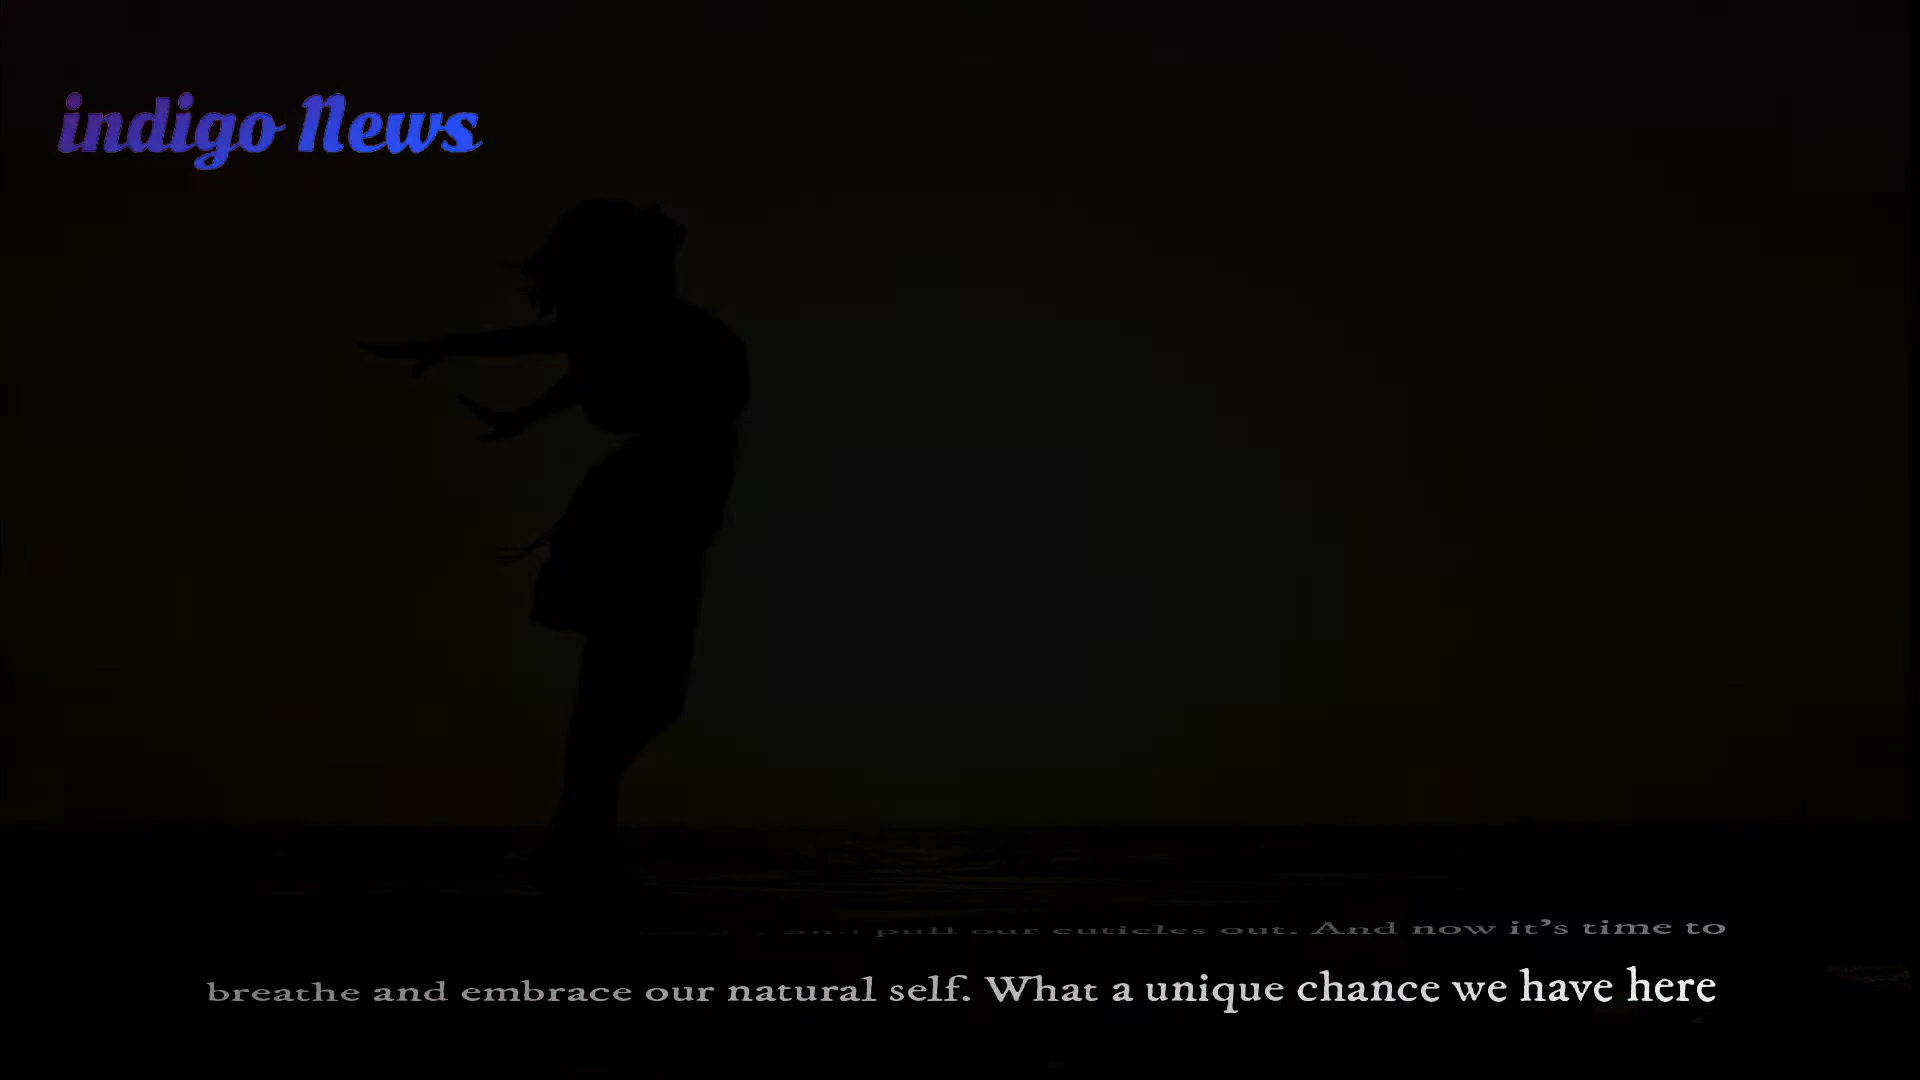 indigo News
and pull our cuticles out. And now it's time to
breathe and embrace our natural self. What a unique chance we have here